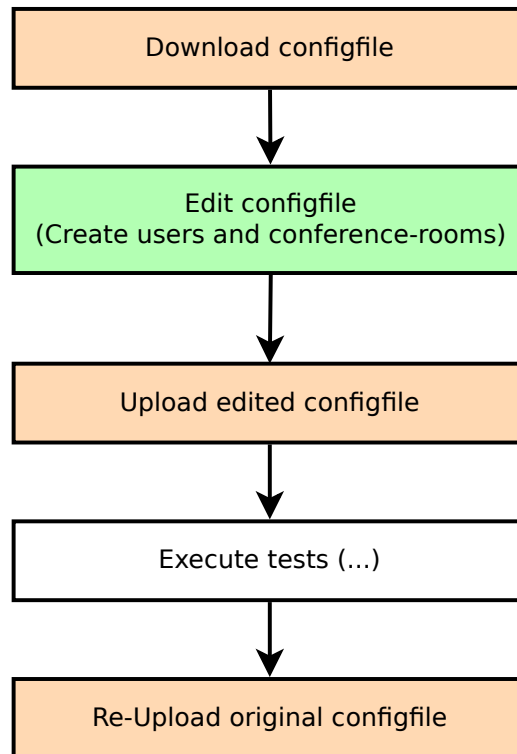 Download configfile
Edit configfile
(Create users and conference-rooms)
Upload edited configfile
Execute tests (...)
Re-Upload original configfile